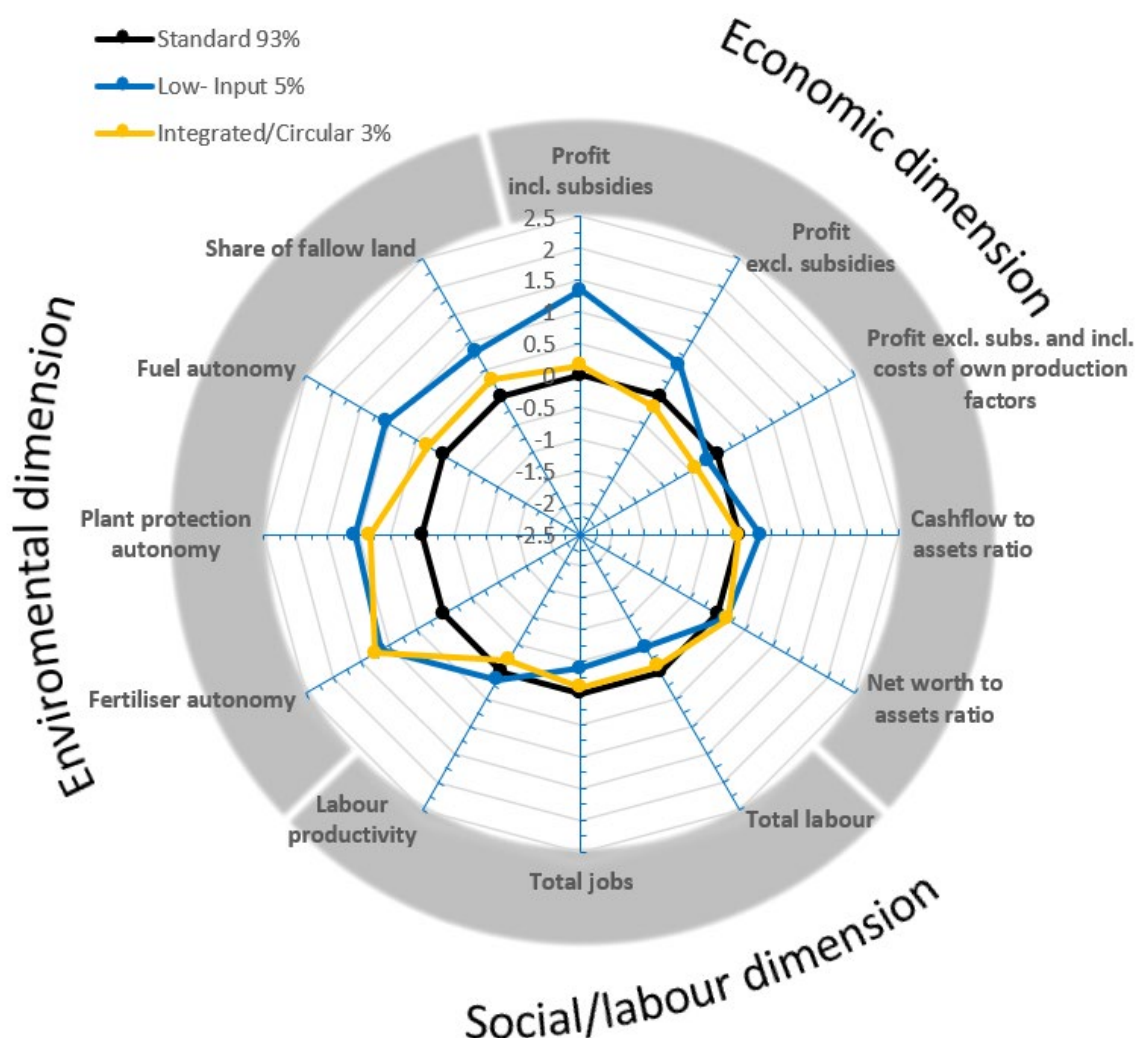 Standard 93%
Low- Input 5%
Integrated/Circular 3%
Economic dimension
Profit
incl. subsidies
Profit
excl. subsidies
Profit excl. subs. and incl.
costs of own production
factors
Cashflow to
assets ratio
Net worth to
assets ratio
Total labour
Total jobs
Labour
productivity
Fertiliser autonomy
Plant protection
autonomy
Fuel autonomy
Share of fallow land
2.5
2
1.5
1
0.5
0
-0.5
-1
-1.5
-2
-2.5
Enviromental dimension
Social/labour dimension